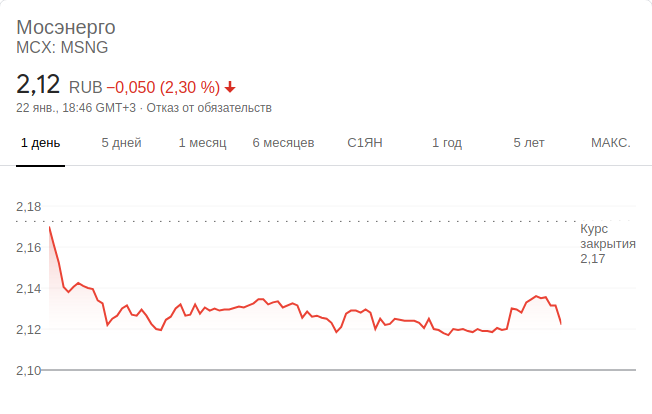 Мосэнерго
MCX: MSNG
2,12 RUB −0,050 (2,30 %)
22 янв., 18:46 GMT+3 · Отказ от обязательств
1 день 5 дней 1 месяц 6 месяцев С1ЯН 1 год 5 лет МАКС.
2,18
Курс
закрытия
2,17
2,16
2,14
2,12
2,10